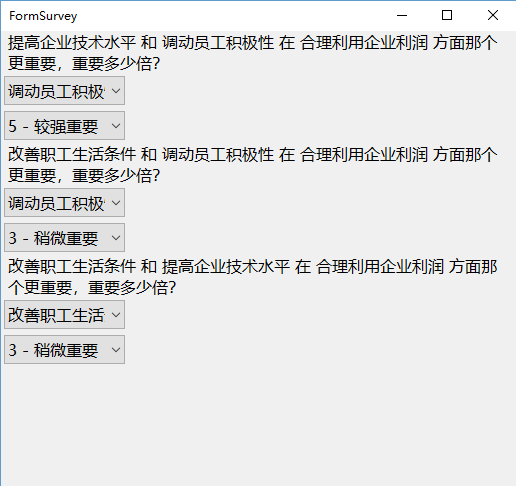 FormSurvey
提高企业技术水平 和 调动员工积极性 在 合理利用企业利润 方面那个
更重要，重要多少倍？
调动员工积极
5 - 较强重要
改善职工生活条件 和 调动员工积极性 在 合理利用企业利润 方面那个
更重要，重要多少倍？
调动员工积极
3 - 稍微重要
改善职工生活条件 和 提高企业技术水平 在 合理利用企业利润 方面那
个更重要，重要多少倍？
改善职工生活
3 - 稍微重要